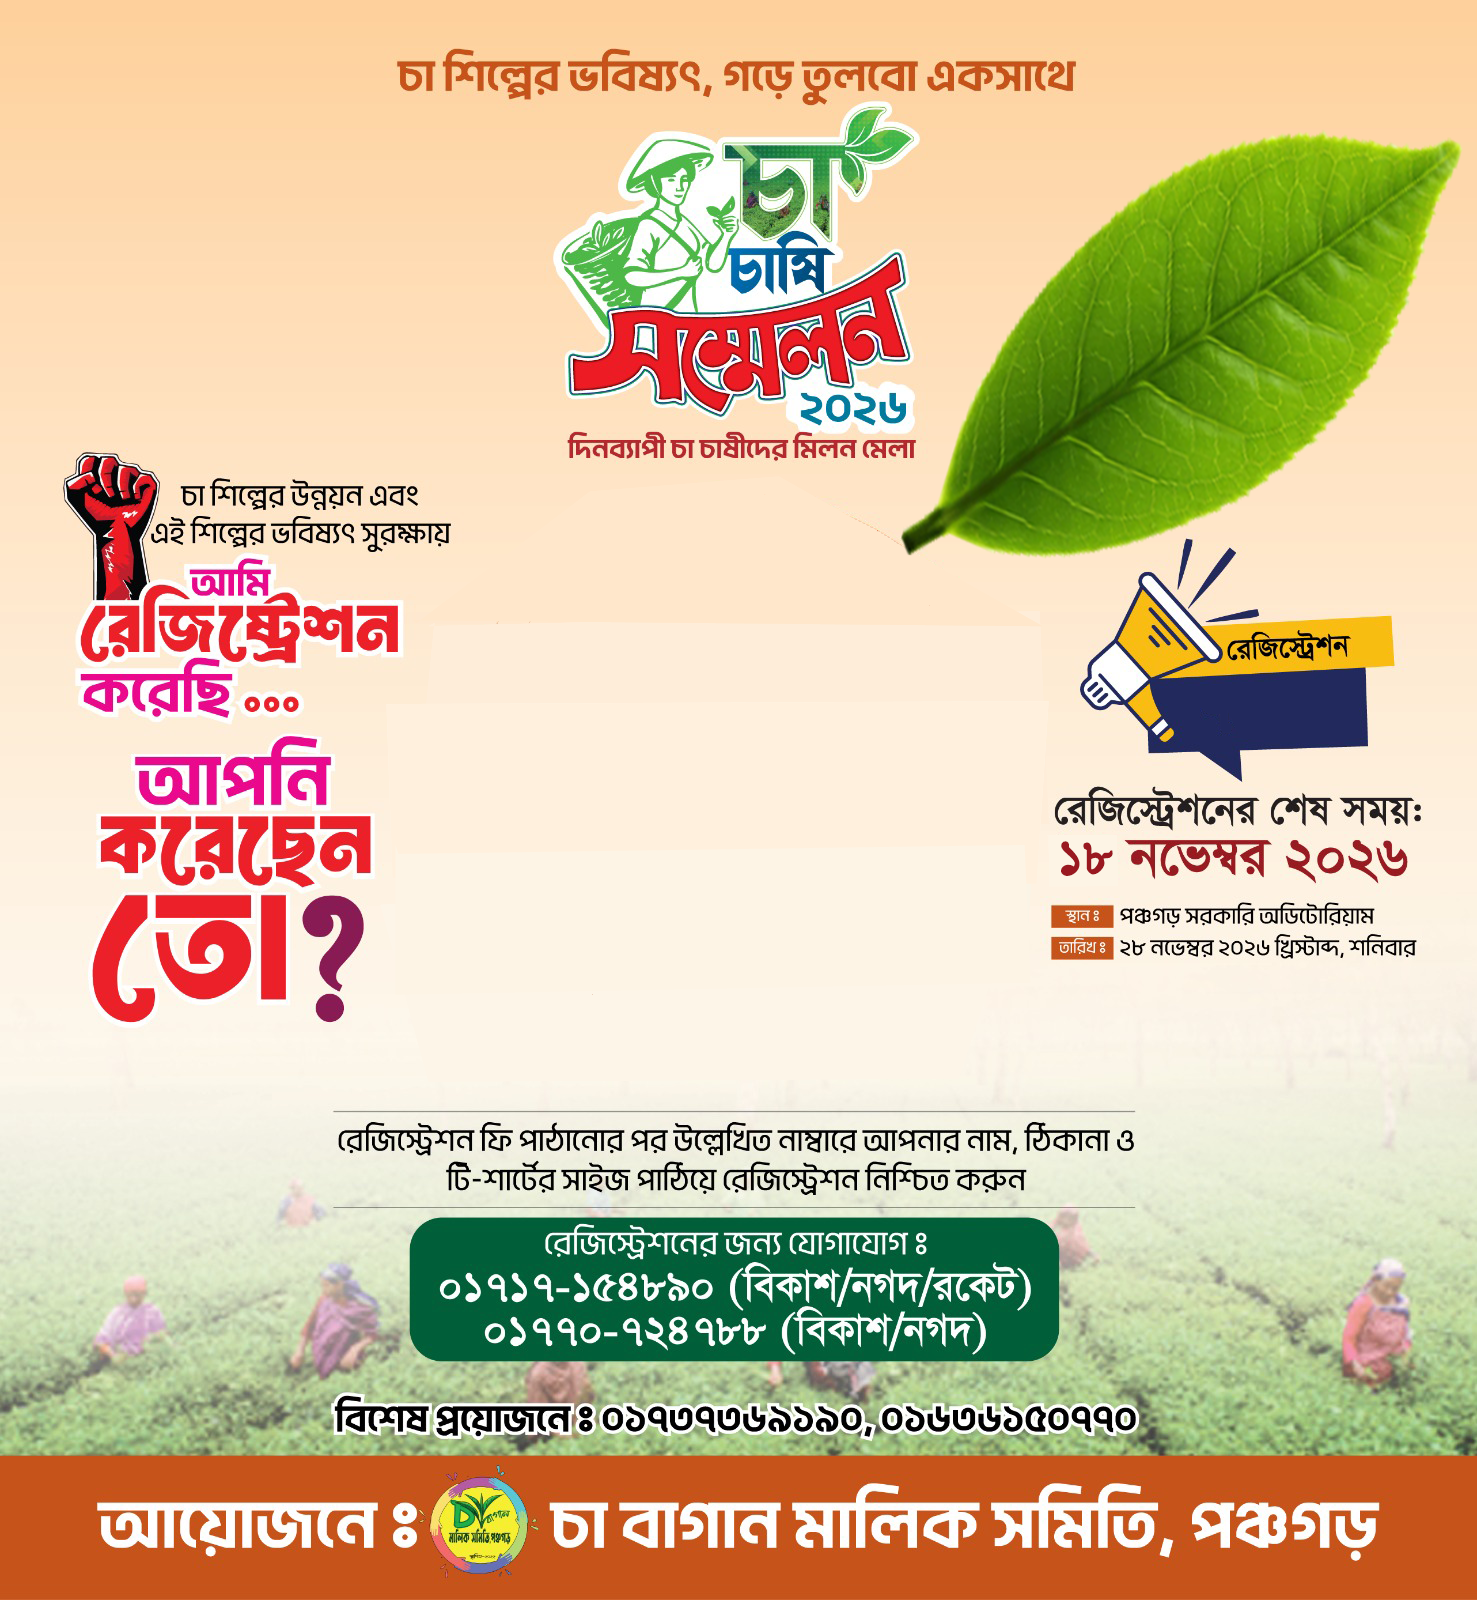 চা শিল্পের ভবিষ্যৎ, গড়ে তুলবো একসাথে
চা
চাষি
সম্মেলন
২০২৬
দিনব্যাপী চা চাষীদের মিলন মেলা
চা শিল্পের উন্নয়ন এবং
এই শিল্পের ভবিষ্যৎ সুরক্ষায়
আমি
রেজিষ্ট্রেশন
করেছি ...
আপনি
করেছেন
তো?
রেজিস্ট্রেশন
রেজিস্ট্রেশনের শেষ সময়:
১৮ নভেম্বর ২০২৬
স্থান ঃ পঞ্চগড় সরকারি অডিটোরিয়াম
তারিখ ঃ ২৮ নভেম্বর ২০২৬ খ্রিস্টাব্দ, শনিবার
রেজিস্ট্রেশন ফি পাঠানোর পর উল্লেখিত নাম্বারে আপনার নাম, ঠিকানা ও
টি-শার্টের সাইজ পাঠিয়ে রেজিস্ট্রেশন নিশ্চিত করুন
রেজিস্ট্রেশনের জন্য যোগাযোগ ঃ
০১৭১৭-১৫৪৮৯০ (বিকাশ/নগদ/রকেট)
০১৭৭০-৭২৪৭৮৮ (বিকাশ/নগদ)
বিশেষ প্রয়োজনে ঃ ০১৭৩৭৩৬৯১৯০, ০১৬৩৬১৫০৭৭০
আয়োজনে ঃ চা বাগান মালিক সমিতি, পঞ্চগড়
মালিক সমিতি, পঞ্চগড়